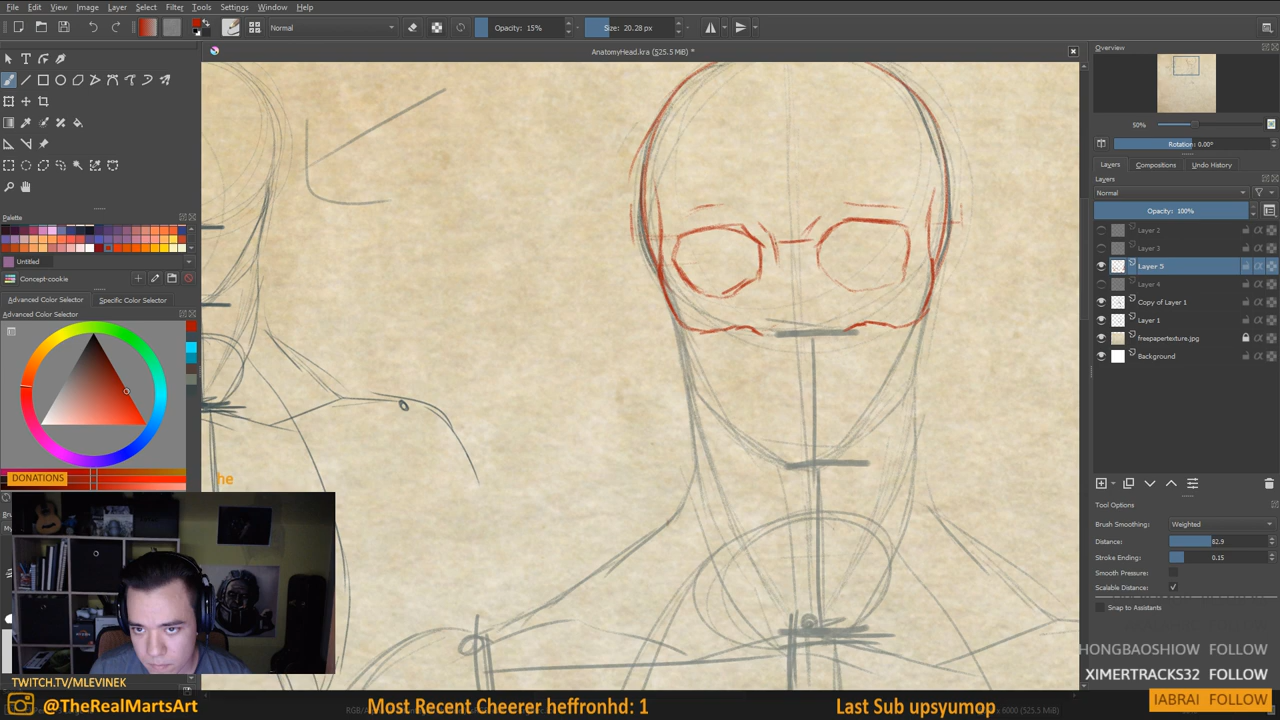 File Edit View Image Layer Select Filter Tools Settings Window Help
Normal Opacity: 15% Size: 20.28 px
AnatomyHead.kra (525.5 MiB) *
Overview
50%
Rotation: 0.00°
Layers Compositions Undo History
Layers
Normal
Opacity: 100%
Layer 2
Layer 3
Layer 5
Layer 4
Copy of Layer 1
Layer 1
freepapertexture.jpg
Background
Tool Options
Brush Smoothing: Weighted
Distance: 82.9
Stroke Ending: 0.15
Smooth Pressure:
Scalable Distance:
Snap to Assistants
Palette
Untitled
Concept-cookie
Advanced Color Selector Specific Color Selector
Advanced Color Selector
DONATIONS
he
TWITCH.TV/MLEVINEK
HONGBAOSHIOW FOLLOW
XIMERTRACKS32 FOLLOW
IABRAI FOLLOW
@TheRealMartsArt Most Recent Cheerer heffronhd: 1 Last Sub upsyumop